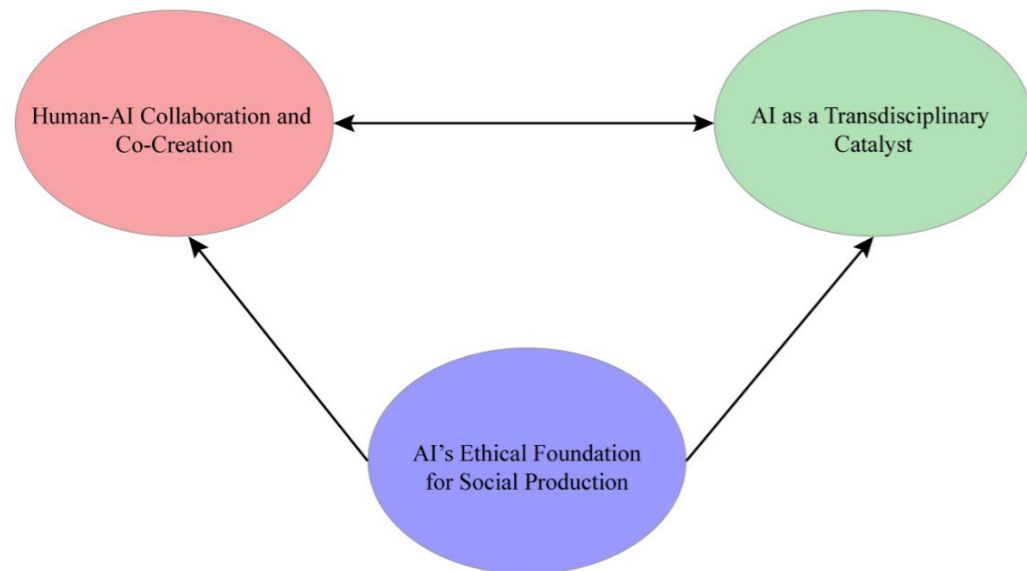 Human-AI Collaboration and
Co-Creation
AI as a Transdisciplinary
Catalyst
AI’s Ethical Foundation
for Social Production